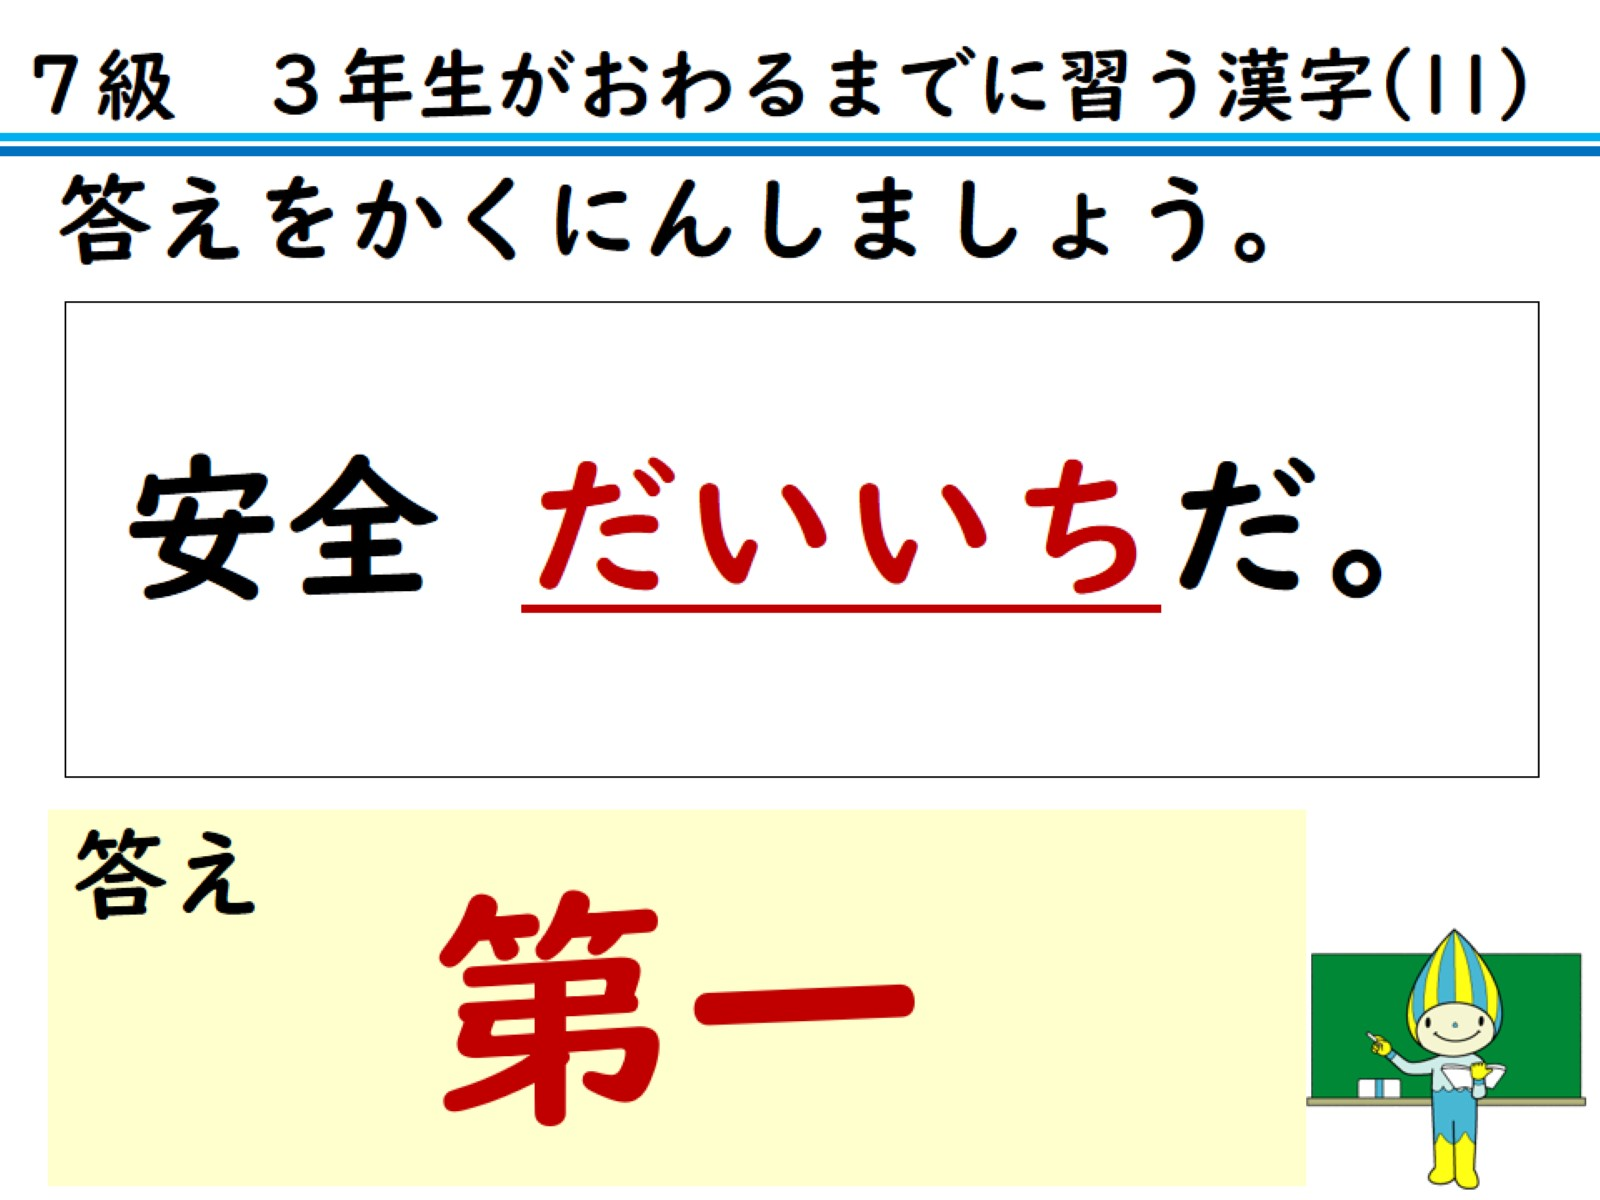 ７級　３年生がおわるまでに習う漢字(11)
答えをかくにんしましょう。
安全 だいいちだ。
答え
第一